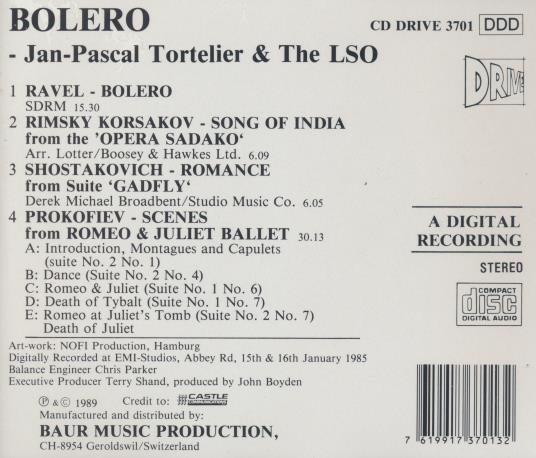 BOLERO
CD DRIVE 3701 DDD
- Jan-Pascal Tortelier & The LSO
DRIVE
1 RAVEL - BOLERO
SDRM 15.30
2 RIMSKY KORSAKOV - SONG OF INDIA
from the 'OPERA SADAKO'
Arr. Lotter/Boosey & Hawkes Ltd. 6.09
3 SHOSTAKOVICH - ROMANCE
from Suite 'GADFLY'
Derek Michael Broadbent/Studio Music Co. 6.05
4 PROKOFIEV - SCENES
from ROMEO & JULIET BALLET 30.13
A: Introduction, Montagues and Capulets
(suite No. 2 No. 1)
B: Dance (Suite No. 2 No. 4)
C: Romeo & Juliet (Suite No. 1 No. 6)
D: Death of Tybalt (Suite No. 1 No. 7)
E: Romeo at Juliet's Tomb (Suite No. 2 No. 7)
Death of Juliet
A DIGITAL
RECORDING
STEREO
COMPACT
disc
DIGITAL AUDIO
Art-work: NOFI Production, Hamburg
Digitally Recorded at EMI-Studios, Abbey Rd, 15th & 16th January 1985
Balance Engineer Chris Parker
Executive Producer Terry Shand, produced by John Boyden
℗ & © 1989 Credit to: CASTLE
COMMUNICATIONS
Manufactured and distributed by:
BAUR MUSIC PRODUCTION,
CH-8954 Geroldswil/Switzerland
7 619917 370132